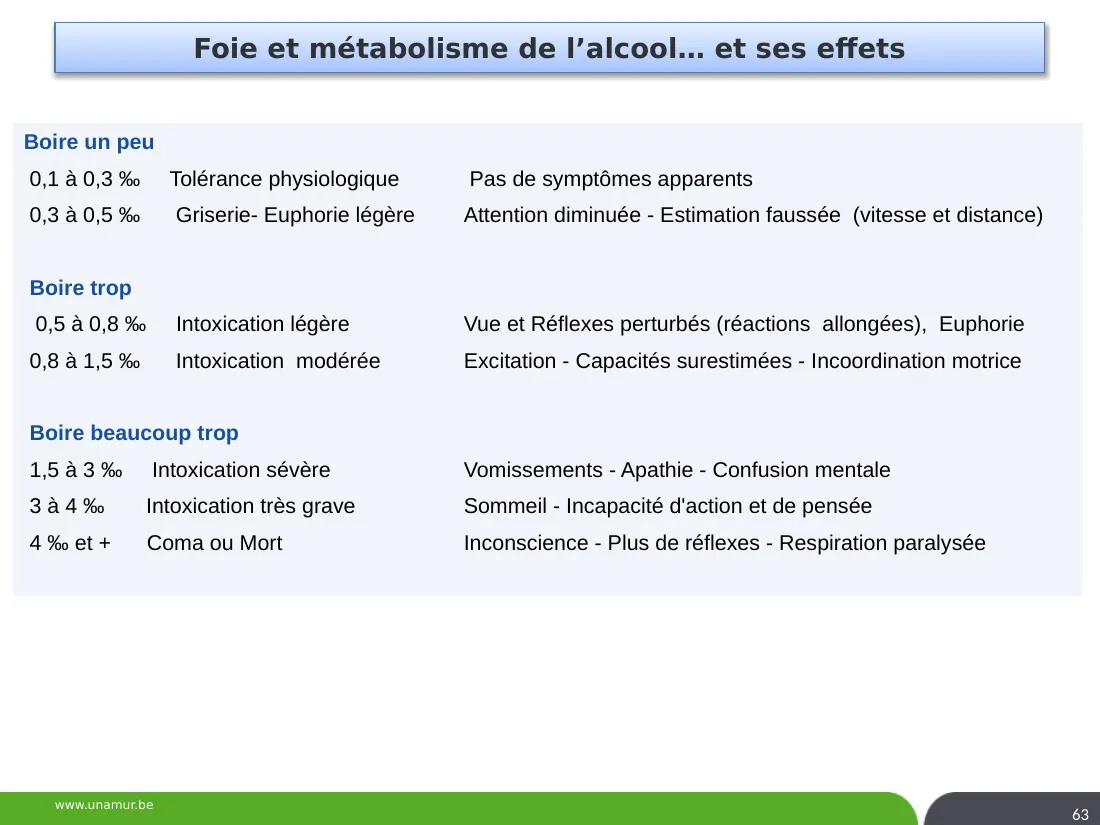 Foie et métabolisme de l’alcool… et ses effets
Boire un peu
0,1 à 0,3 ‰ Tolérance physiologique Pas de symptômes apparents
0,3 à 0,5 ‰ Griserie- Euphorie légère Attention diminuée - Estimation faussée (vitesse et distance)
Boire trop
0,5 à 0,8 ‰ Intoxication légère Vue et Réflexes perturbés (réactions allongées), Euphorie
0,8 à 1,5 ‰ Intoxication modérée Excitation - Capacités surestimées - Incoordination motrice
Boire beaucoup trop
1,5 à 3 ‰ Intoxication sévère Vomissements - Apathie - Confusion mentale
3 à 4 ‰ Intoxication très grave Sommeil - Incapacité d'action et de pensée
4 ‰ et + Coma ou Mort Inconscience - Plus de réflexes - Respiration paralysée
www.unamur.be
63